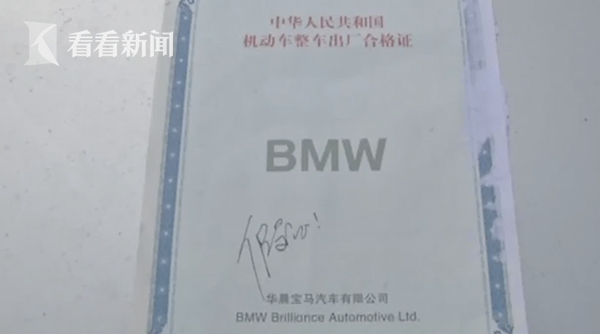 看看新闻
中华人民共和国
机动车整车出厂合格证
BMW
华晨宝马汽车有限公司
BMW Brilliance Automotive Ltd.